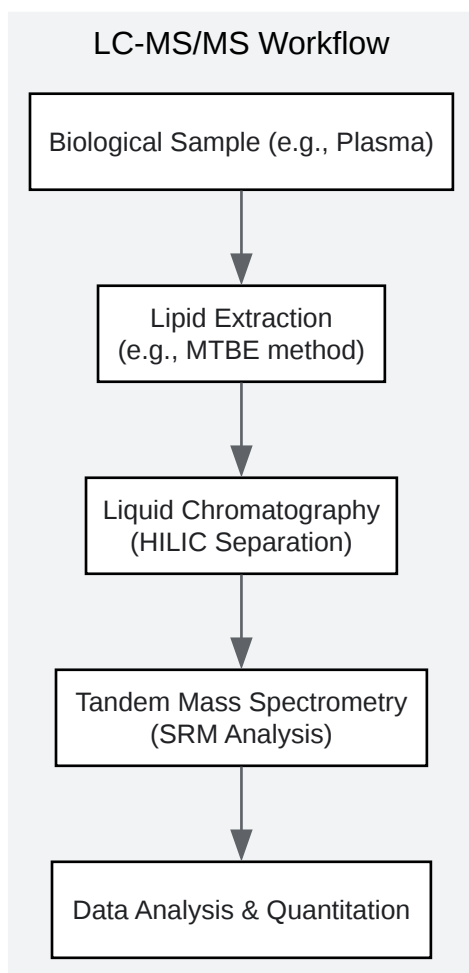 LC-MS/MS Workflow
Biological Sample (e.g., Plasma)
Lipid Extraction
(e.g., MTBE method)
Liquid Chromatography
(HILIC Separation)
Tandem Mass Spectrometry
(SRM Analysis)
Data Analysis & Quantitation